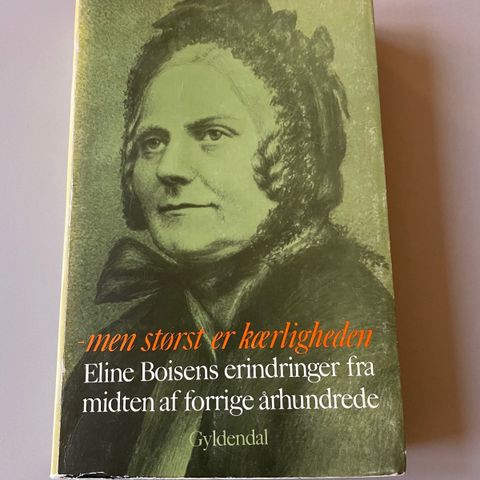 - men størst er kærligheden
Eline Boisens erindringer fra
midten af forrige århundrede
Gyldendal